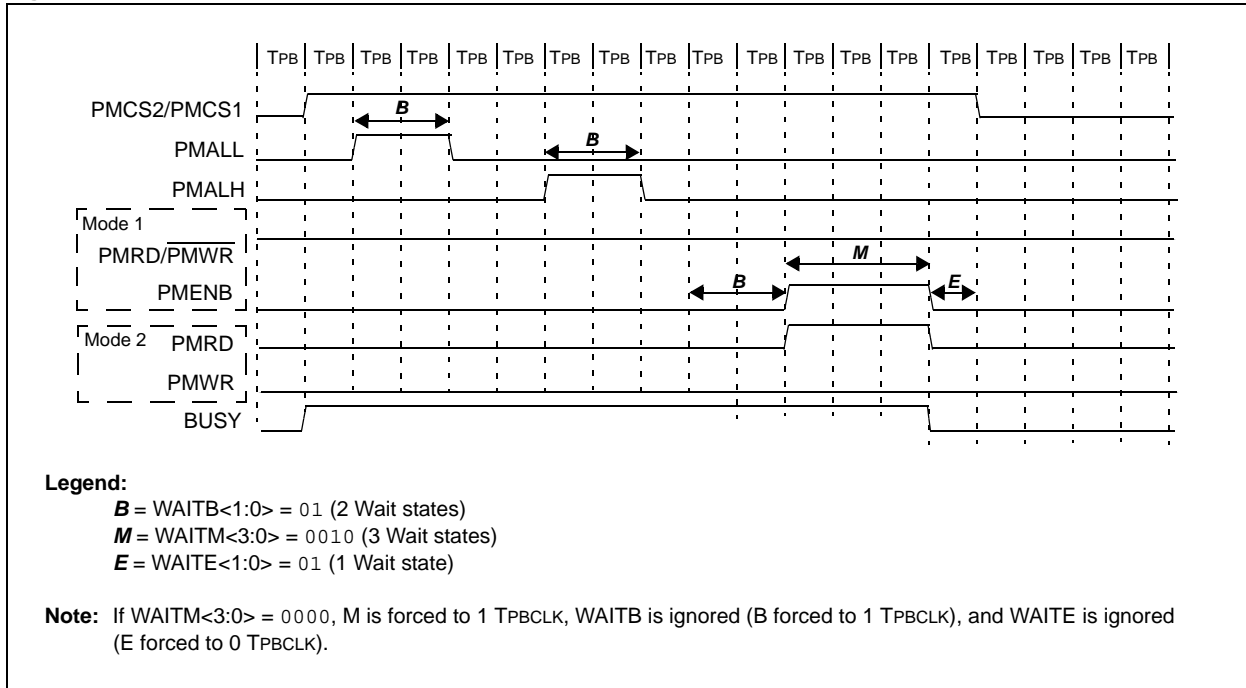 TPB TPB TPB TPB TPB TPB TPB TPB TPB TPB TPB TPB TPB TPB TPB TPB TPB TPB TPB
PMCS2/PMCS1
B
PMALL
B
PMALH
Mode 1
PMRD/PMWR
M
PMENB
B
E
Mode 2
PMRD
PMWR
BUSY
Legend:
B = WAITB<1:0> = 01 (2 Wait states)
M = WAITM<3:0> = 0010 (3 Wait states)
E = WAITE<1:0> = 01 (1 Wait state)
Note: If WAITM<3:0> = 0000, M is forced to 1 TPBCLK, WAITB is ignored (B forced to 1 TPBCLK), and WAITE is ignored
(E forced to 0 TPBCLK).